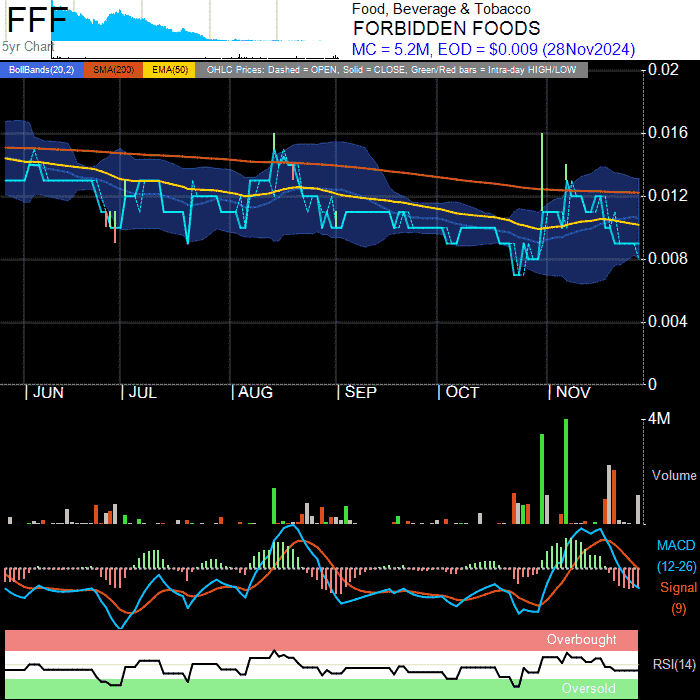 FFF
5yr Chart
Food, Beverage & Tobacco
FORBIDDEN FOODS
MC = 5.2M, EOD = $0.009 (28Nov2024)
BollBands(20,2) SMA(200) EMA(50) OHLC Prices: Dashed = OPEN, Solid = CLOSE, Green/Red bars = Intra-day HIGH/LOW
0.02
0.016
0.012
0.008
0.004
0
JUN JUL AUG SEP OCT NOV
4M
Volume
MACD
(12-26)
Signal
(9)
Overbought
RSI(14)
Oversold